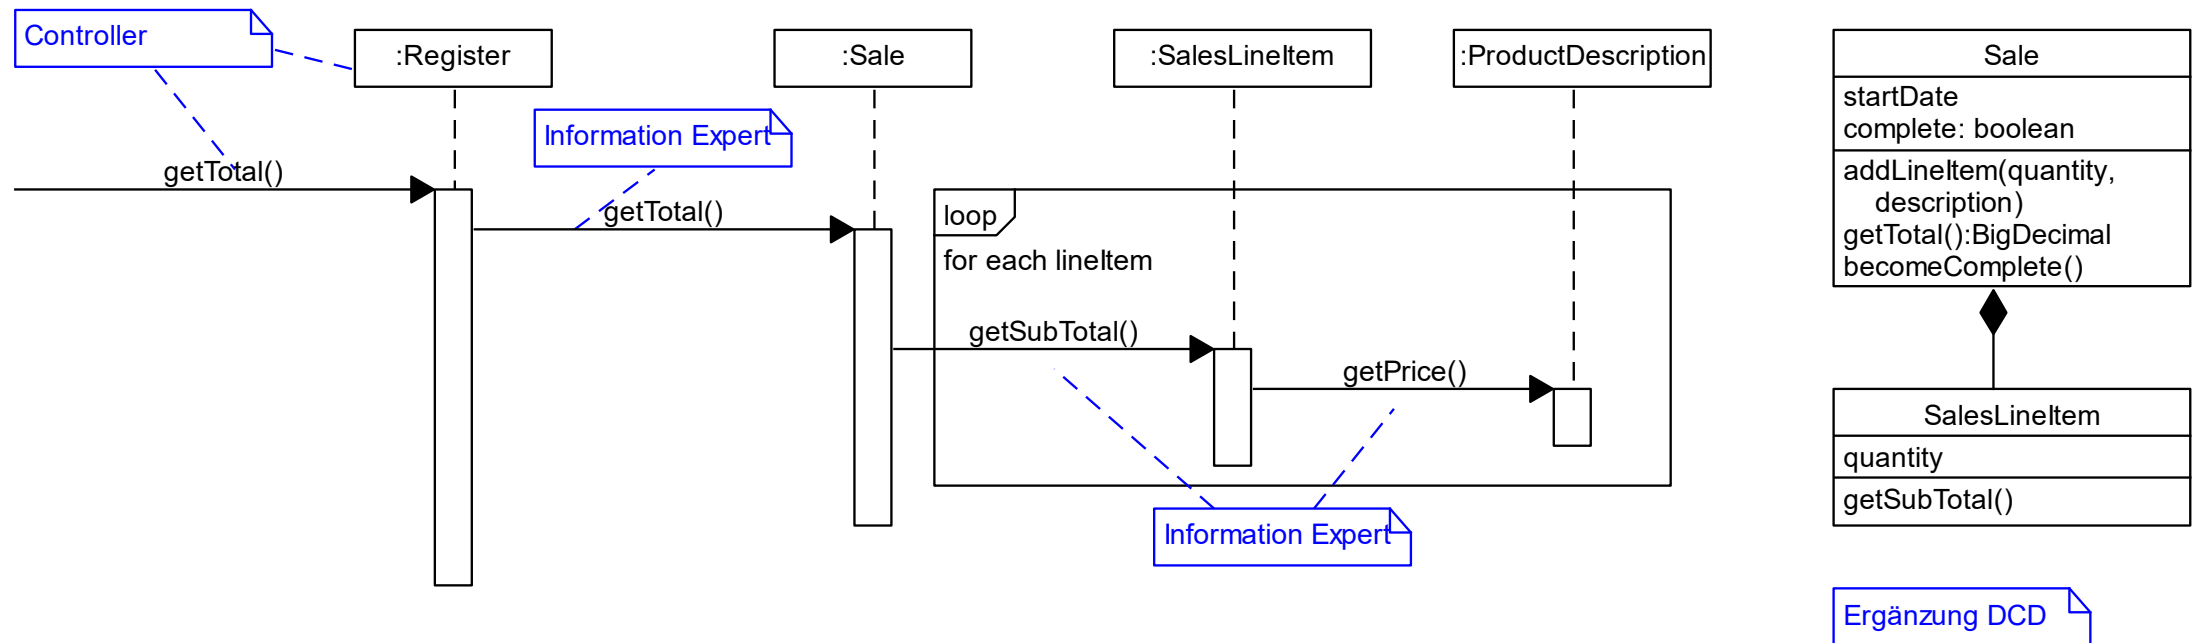 Controller
:Register
:Sale
:SalesLineItem
:ProductDescription
Information Expert
getTotal()
getTotal()
loop
for each lineItem
getSubTotal()
getPrice()
Information Expert
Sale
startDate
complete: boolean
addLineItem(quantity,
description)
getTotal():BigDecimal
becomeComplete()
SalesLineItem
quantity
getSubTotal()
Ergänzung DCD